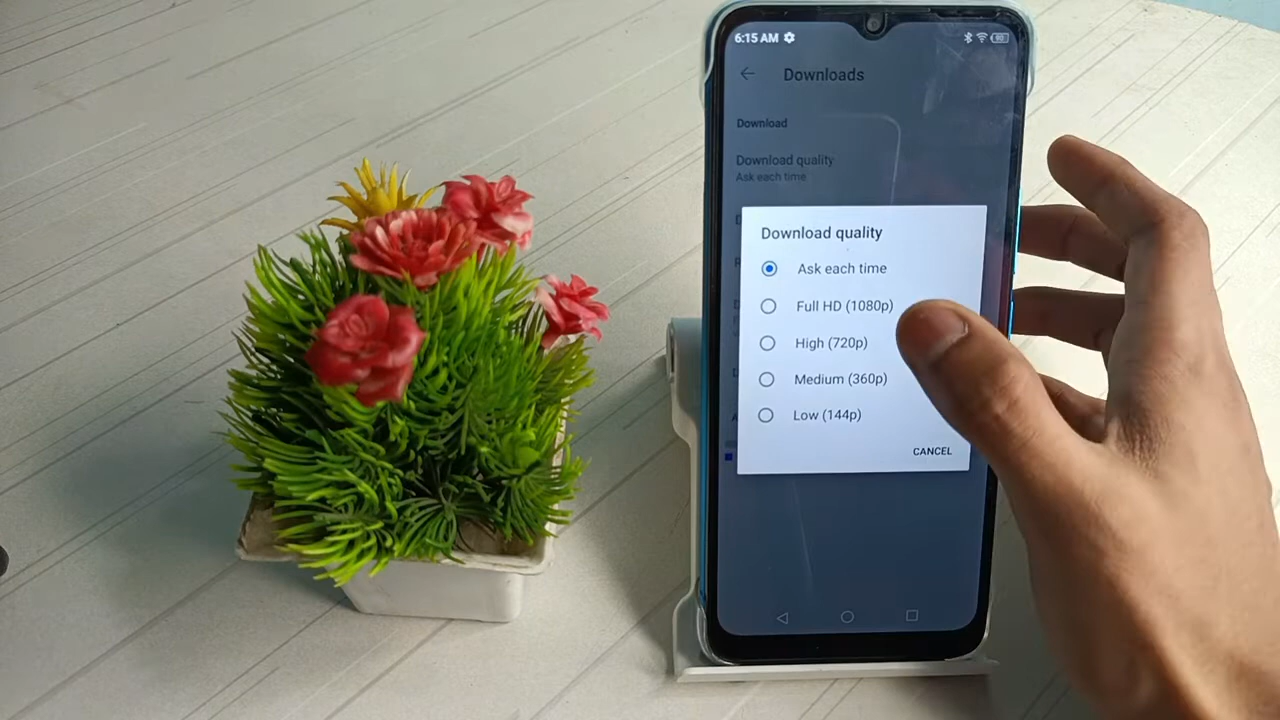 6:15 AM
Downloads
Download
Download quality
Ask each time
Download quality
Ask each time
Full HD (1080p)
High (720p)
Medium (360p)
Low (144p)
CANCEL